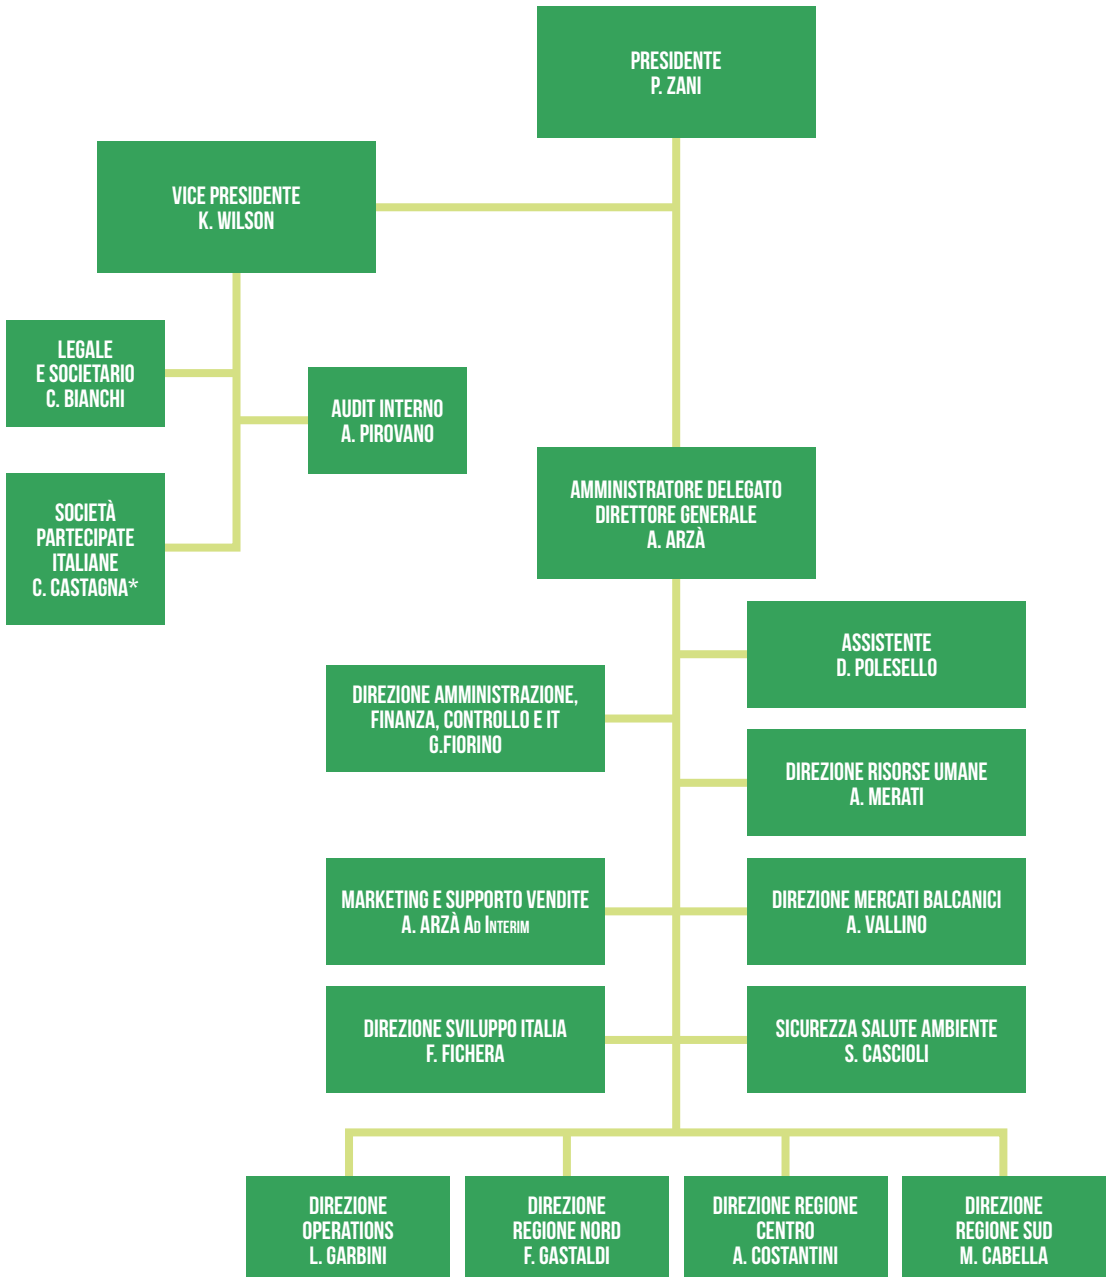 PRESIDENTE
P. ZANI
VICE PRESIDENTE
K. WILSON
LEGALE
E SOCIETARIO
C. BIANCHI
AUDIT INTERNO
A. PIROVANO
SOCIETÀ
PARTECIPATE
ITALIANE
C. CASTAGNA*
AMMINISTRATORE DELEGATO
DIRETTORE GENERALE
A. ARZÀ
ASSISTENTE
D. POLESELLO
DIREZIONE AMMINISTRAZIONE,
FINANZA, CONTROLLO E IT
G.FIORINO
DIREZIONE RISORSE UMANE
A. MERATI
MARKETING E SUPPORTO VENDITE
A. ARZÀ AD INTERIM
DIREZIONE MERCATI BALCANICI
A. VALLINO
DIREZIONE SVILUPPO ITALIA
F. FICHERA
SICUREZZA SALUTE AMBIENTE
S. CASCIOLI
DIREZIONE
OPERATIONS
L. GARBINI
DIREZIONE
REGIONE NORD
F. GASTALDI
DIREZIONE REGIONE
CENTRO
A. COSTANTINI
DIREZIONE
REGIONE SUD
M. CABELLA